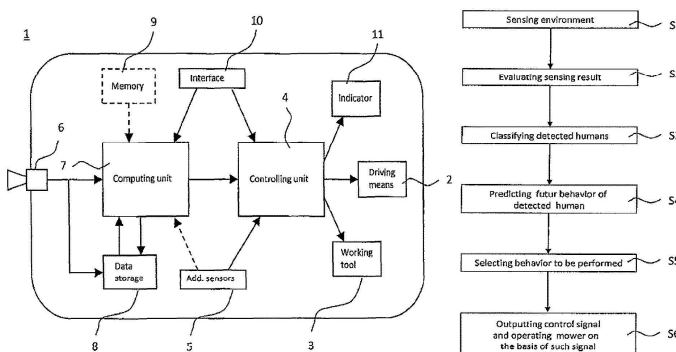 1
9
10
11
Memory
Interface
Indicator
6
4
7
Computing unit
Controlling unit
Driving
means
2
Data
storage
Add. sensors
Working
tool
8
5
3
Sensing environment
S
Evaluating sensing result
S
Classifying detected humans
S
Predicting futur behavior of
detected human
S4
Selecting behavior to be performed
S5
Outputting control signal
and operating mower on
the basis of such signal
S6